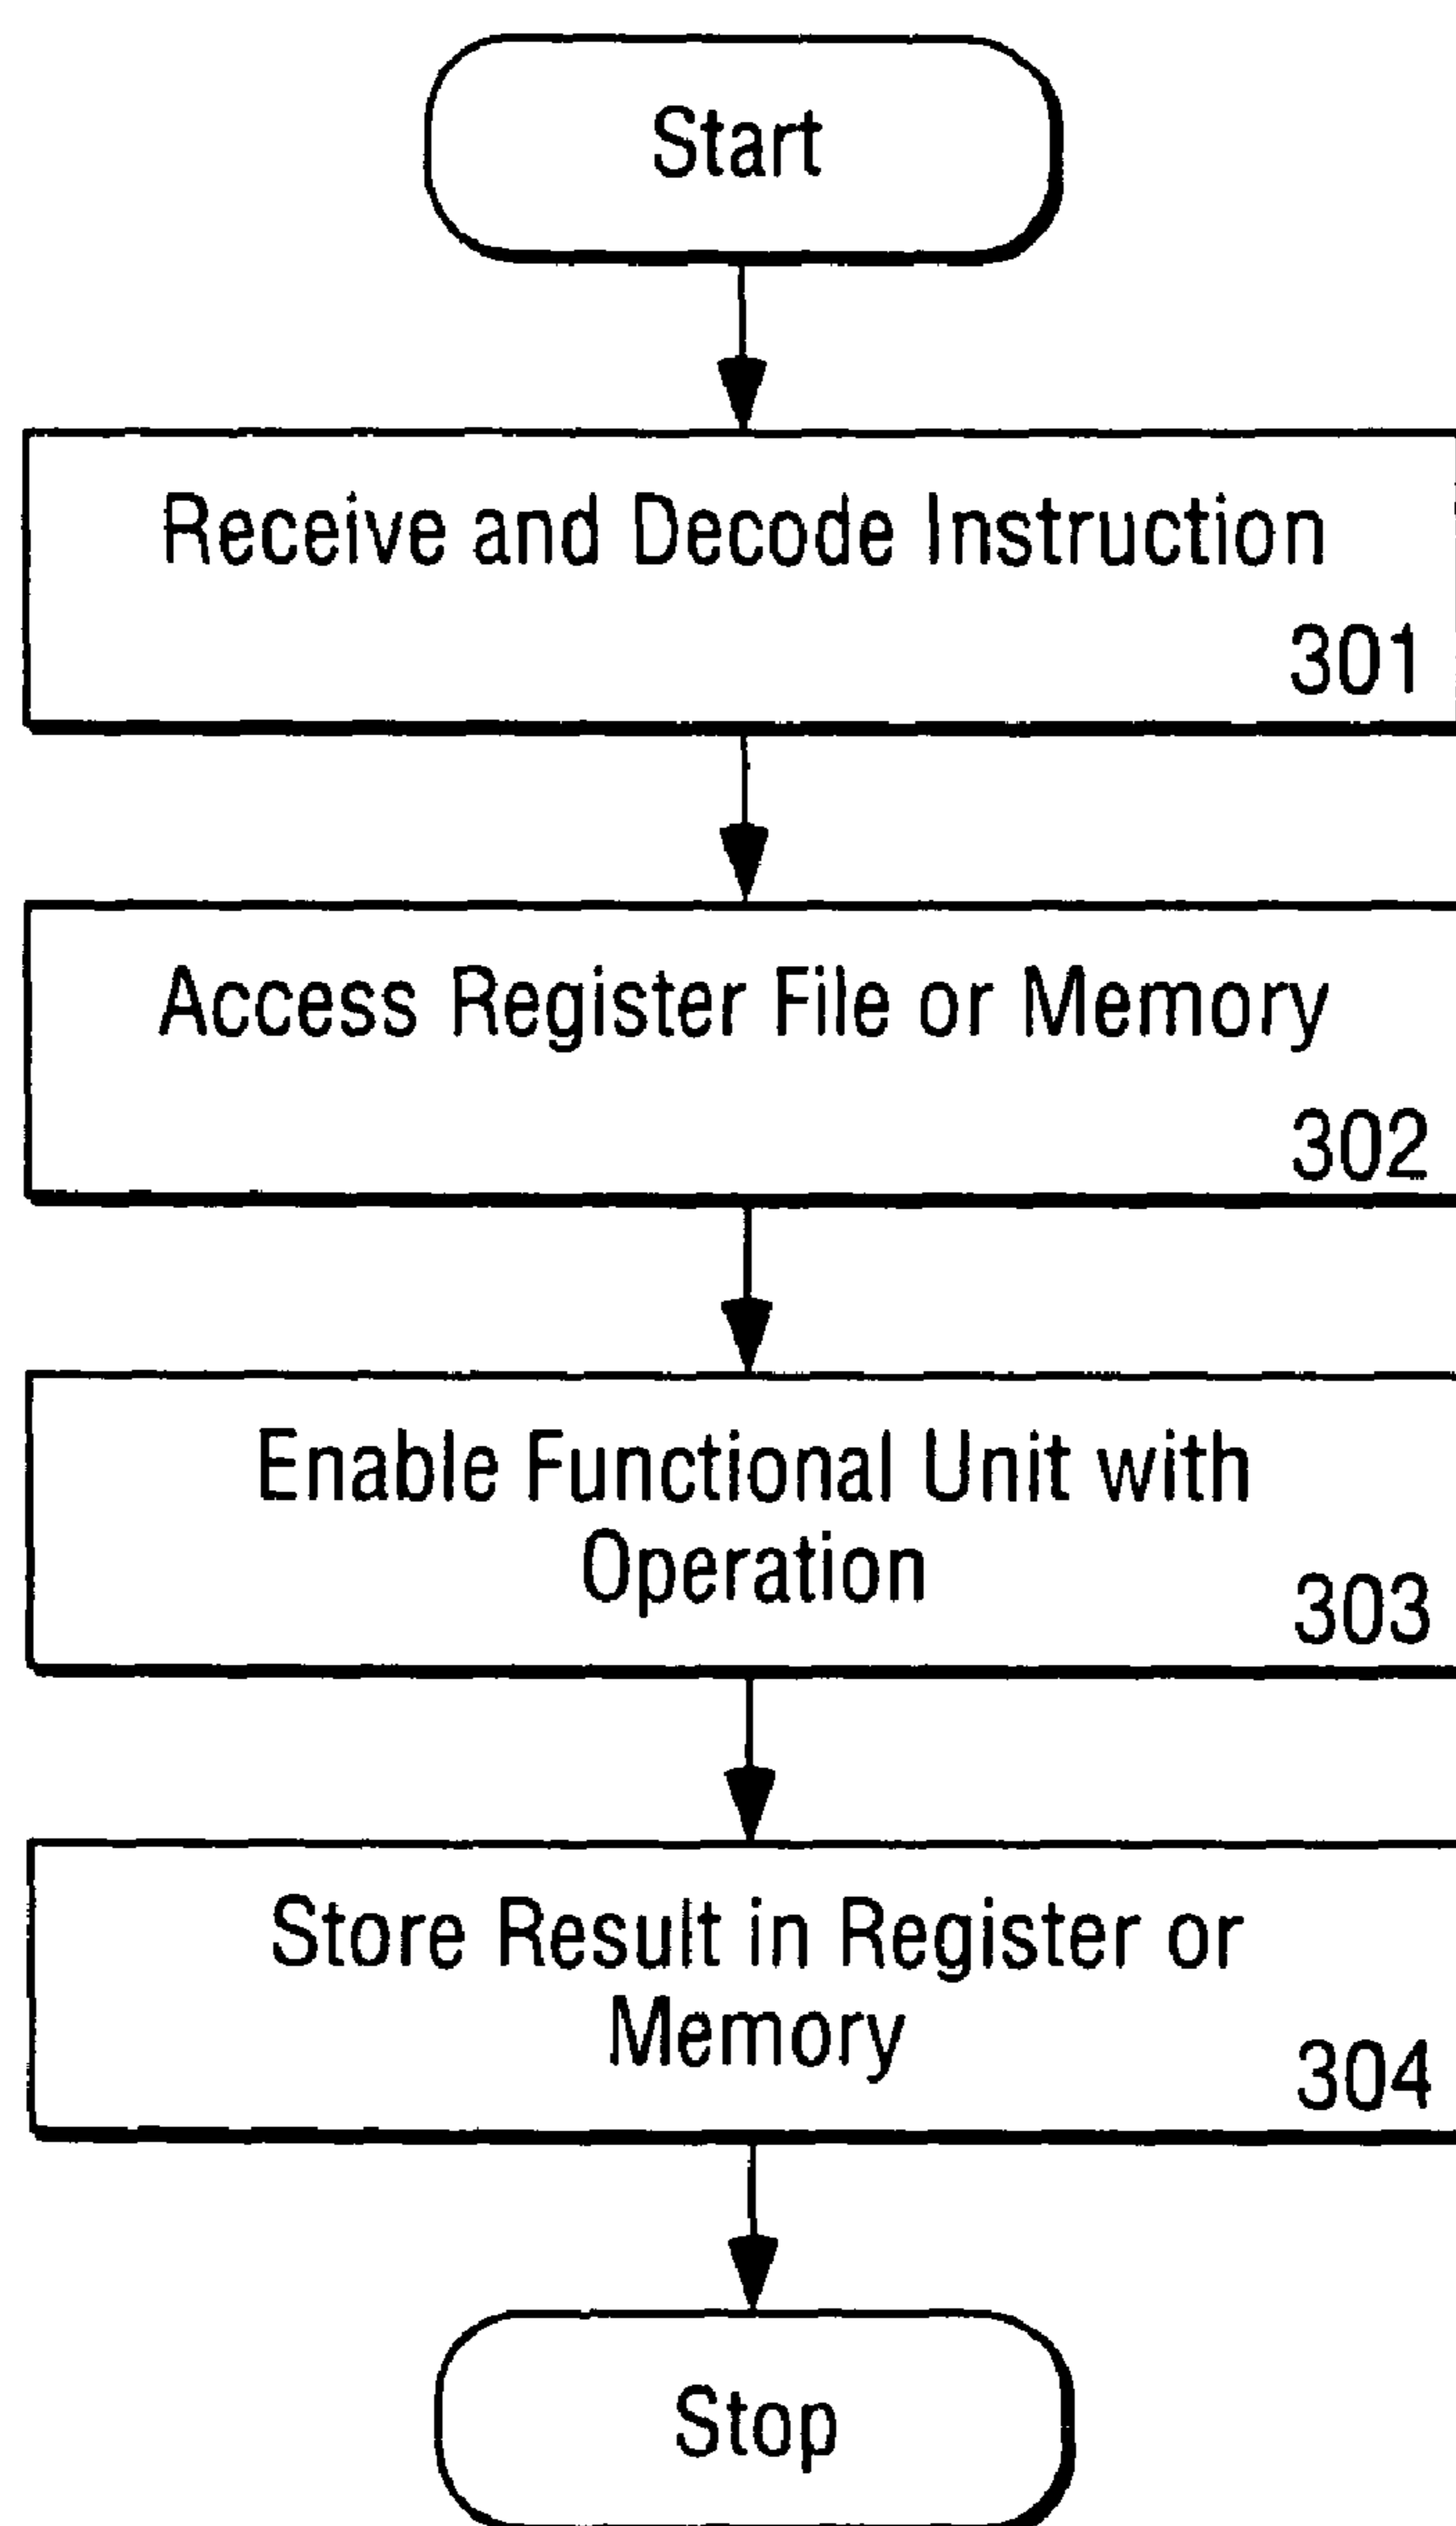 Start
Receive and Decode Instruction
301
Access Register File or Memory
302
Enable Functional Unit with
Operation
303
Store Result in Register or
Memory
304
Stop